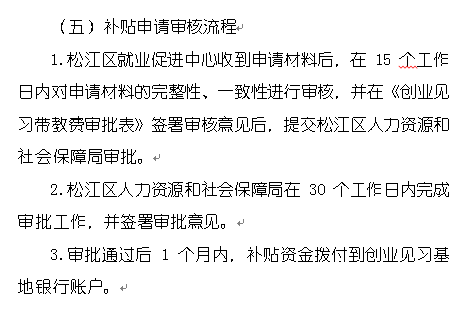 （五）补贴申请审核流程
1.松江区就业促进中心收到申请材料后，在 15 个工作
日内对申请材料的完整性、一致性进行审核，并在《创业见
习带教费审批表》签署审核意见后，提交松江区人力资源和
社会保障局审批。
2.松江区人力资源和社会保障局在 30 个工作日内完成
审批工作，并签署审批意见。
3.审批通过后 1 个月内，补贴资金拨付到创业见习基
地银行账户。